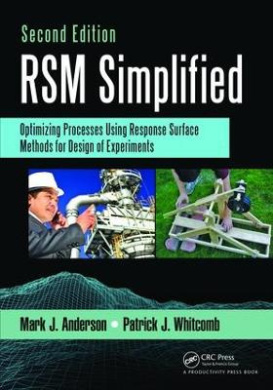 Second Edition
RSM Simplified
Optimizing Processes Using Response Surface
Methods for Design of Experiments
Mark J. Anderson • Patrick J. Whitcomb
CRC Press
Taylor & Francis Group
A PRODUCTIVITY PRESS BOOK